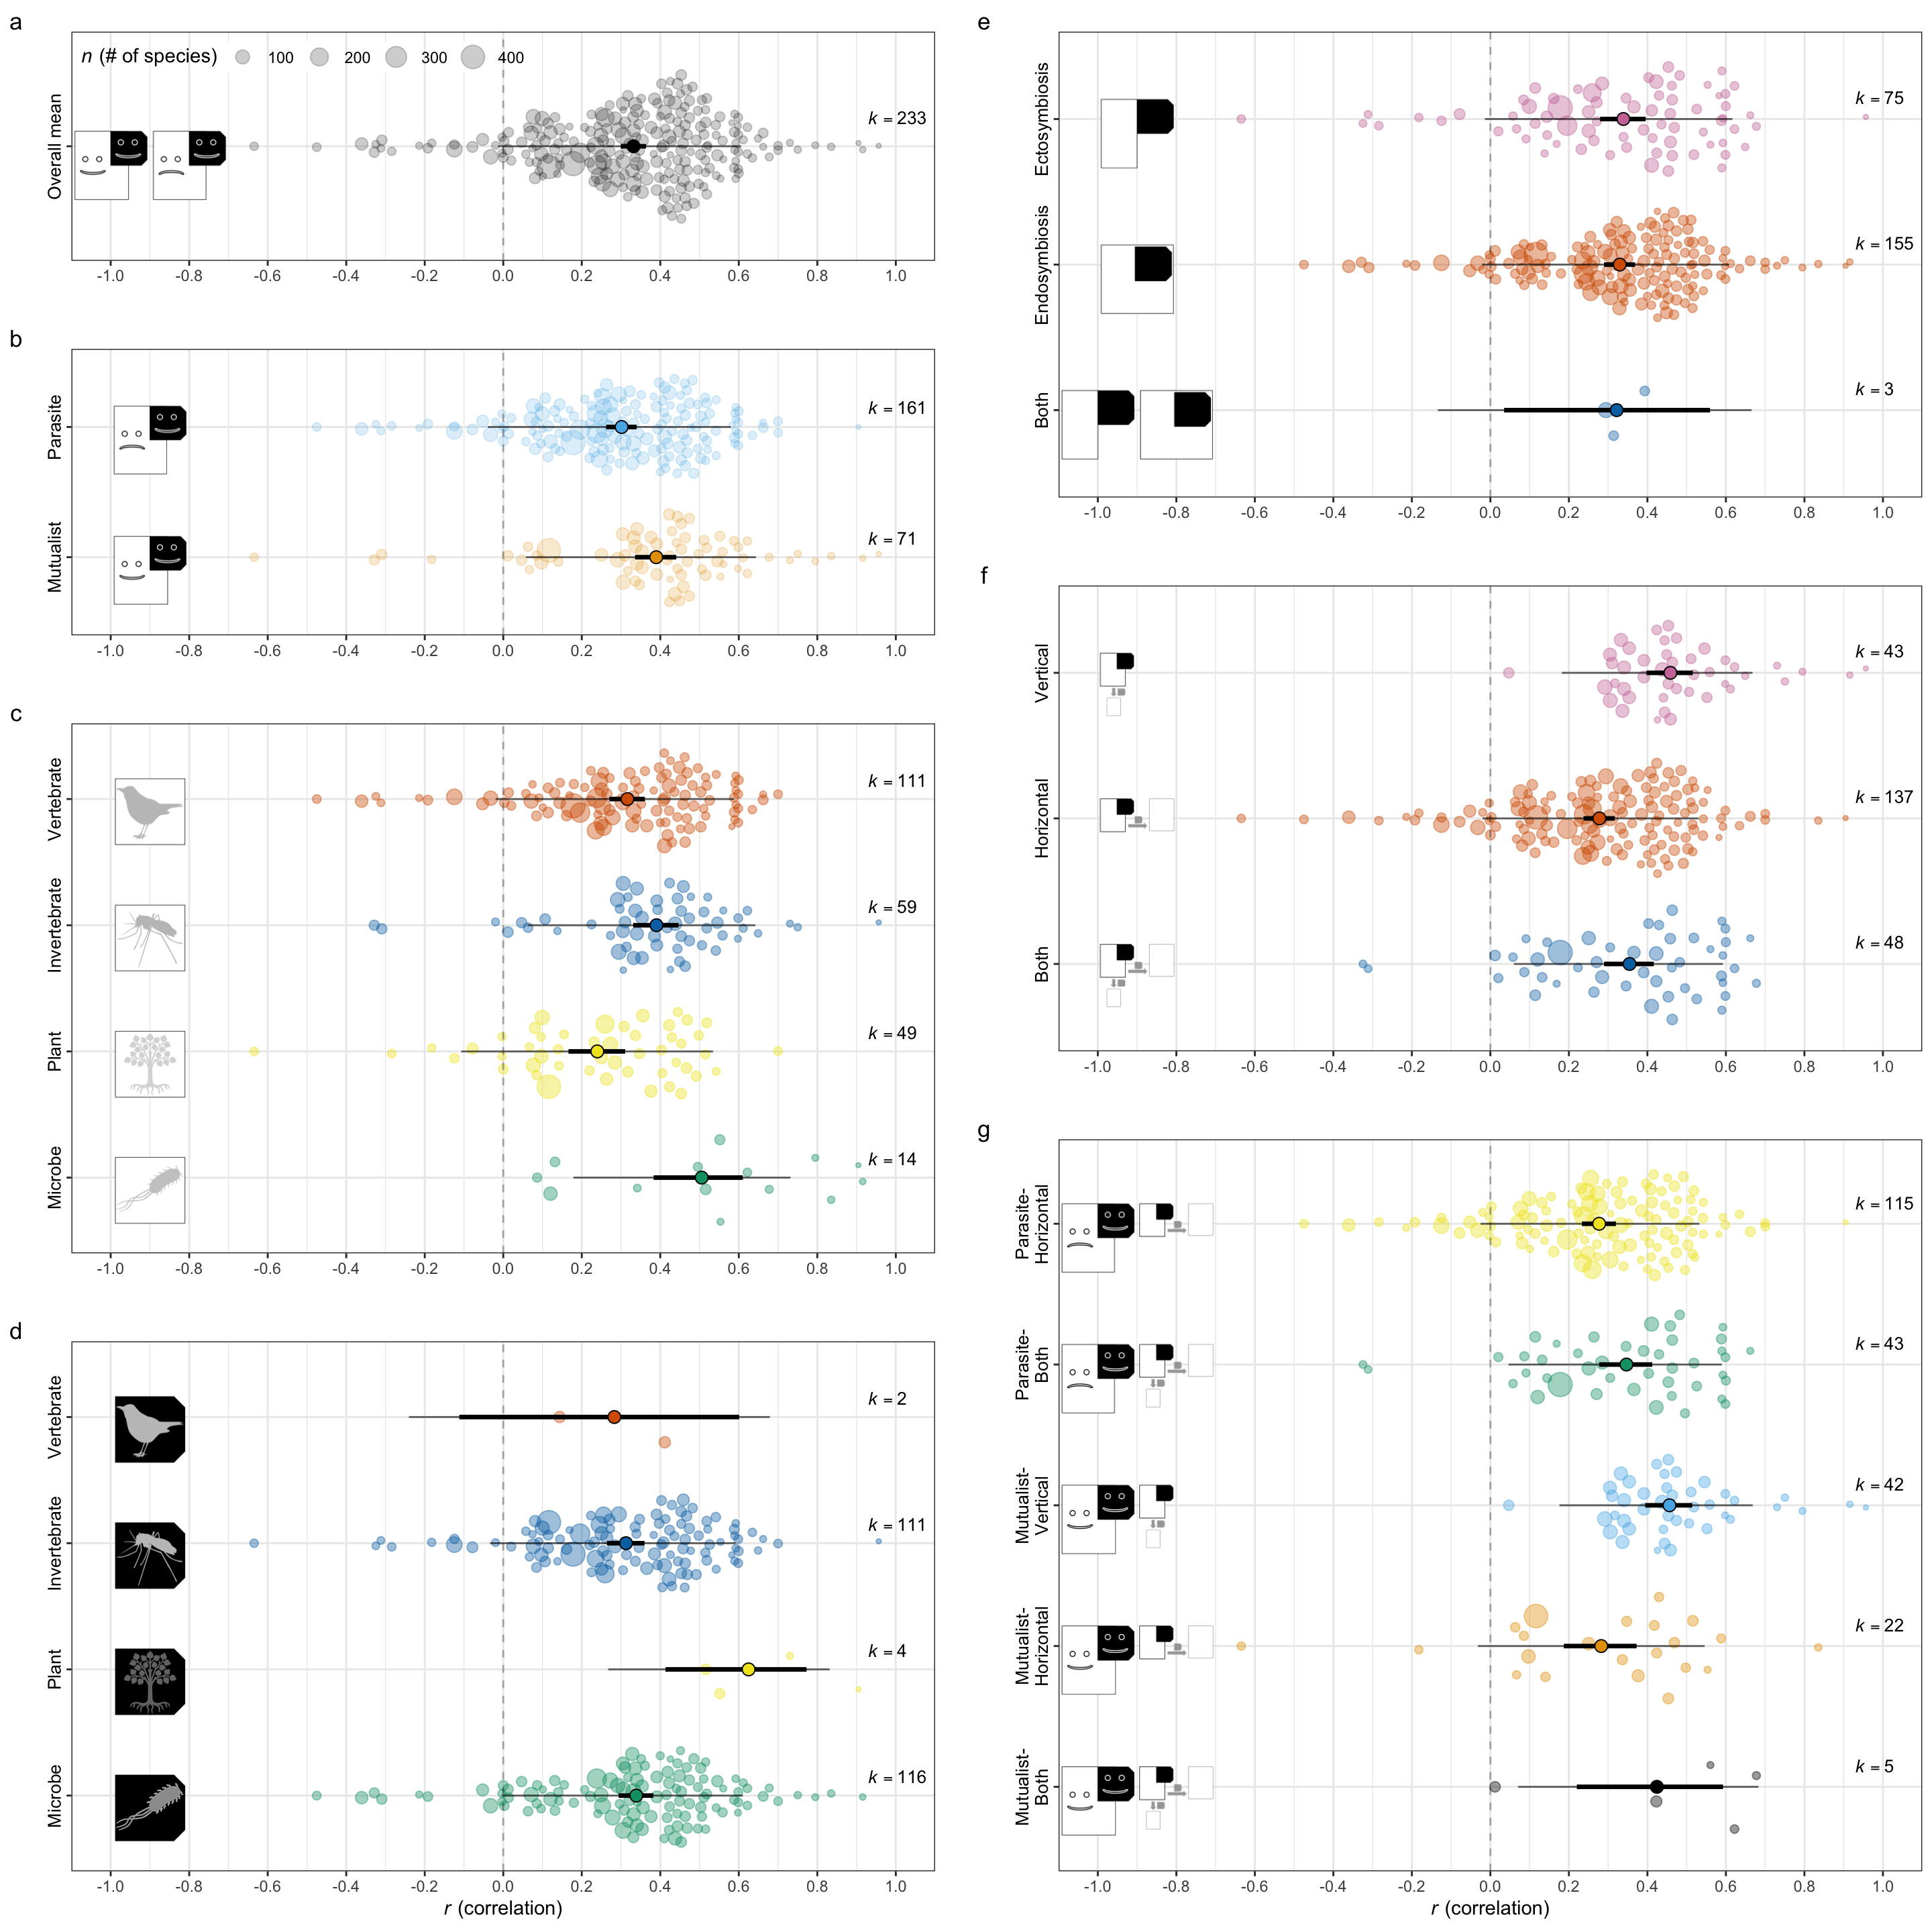 a
n (# of species) 100 200 300 400
Overall mean
k = 233
-1.0 -0.8 -0.6 -0.4 -0.2 0.0 0.2 0.4 0.6 0.8 1.0
b
Parasite
k = 161
Mutualist
k = 71
-1.0 -0.8 -0.6 -0.4 -0.2 0.0 0.2 0.4 0.6 0.8 1.0
c
Vertebrate
k = 111
Invertebrate
k = 59
Plant
k = 49
Microbe
k = 14
-1.0 -0.8 -0.6 -0.4 -0.2 0.0 0.2 0.4 0.6 0.8 1.0
d
Vertebrate
k = 2
Invertebrate
k = 111
Plant
k = 4
Microbe
k = 116
-1.0 -0.8 -0.6 -0.4 -0.2 0.0 0.2 0.4 0.6 0.8 1.0
r (correlation)
e
Ectosymbiosis
k = 75
Endosymbiosis
k = 155
Both
k = 3
-1.0 -0.8 -0.6 -0.4 -0.2 0.0 0.2 0.4 0.6 0.8 1.0
f
Vertical
k = 43
Horizontal
k = 137
Both
k = 48
-1.0 -0.8 -0.6 -0.4 -0.2 0.0 0.2 0.4 0.6 0.8 1.0
g
Parasite-
Horizontal
k = 115
Parasite-
Both
k = 43
Mutualist-
Vertical
k = 42
Mutualist-
Horizontal
k = 22
Mutualist-
Both
k = 5
-1.0 -0.8 -0.6 -0.4 -0.2 0.0 0.2 0.4 0.6 0.8 1.0
r (correlation)